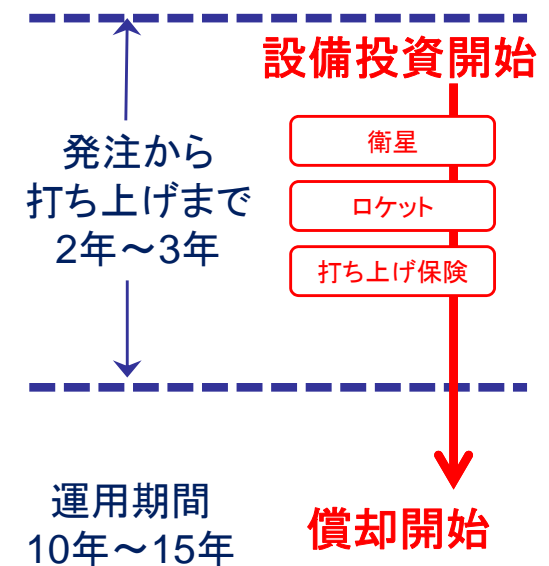 設備投資開始
衛星
ロケット
打ち上げ保険
発注から
打ち上げまで
2年～3年
運用期間
10年～15年
償却開始